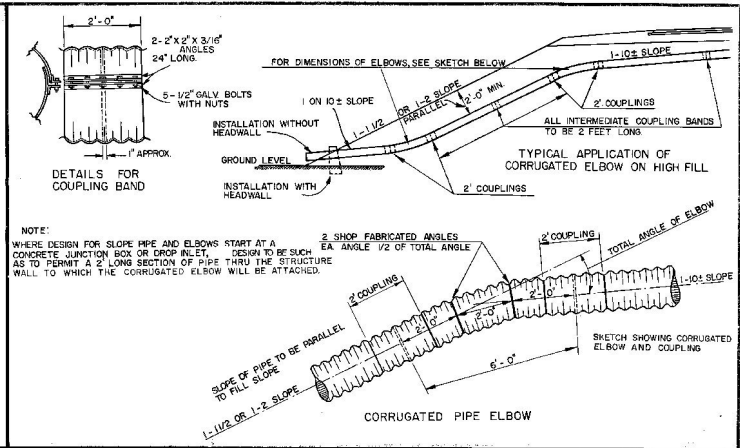 2'-0"
2-2"X 2"X 3/16"
ANGLES
24" LONG.
5-1/2" GALV. BOLTS
WITH NUTS
1" APPROX.
DETAILS FOR
COUPLING BAND
FOR DIMENSIONS OF ELBOWS, SEE SKETCH BELOW
1-10± SLOPE
1 ON 10± SLOPE
1-1 1/2 OR 1-2 SLOPE
PARALLEL
2'-0" MIN.
2' COUPLINGS
INSTALLATION WITHOUT
HEADWALL
ALL INTERMEDIATE COUPLING BANDS
TO BE 2 FEET LONG
GROUND LEVEL
TYPICAL APPLICATION OF
CORRUGATED ELBOW ON HIGH FILL
INSTALLATION WITH
HEADWALL
2' COUPLINGS
NOTE:
WHERE DESIGN FOR SLOPE PIPE AND ELBOWS START AT A
CONCRETE JUNCTION BOX OR DROP INLET, DESIGN TO BE SUCH
AS TO PERMIT A 2' LONG SECTION OF PIPE THRU THE STRUCTURE
WALL TO WHICH THE CORRUGATED ELBOW WILL BE ATTACHED.
2 SHOP FABRICATED ANGLES
EA. ANGLE 1/2 OF TOTAL ANGLE
2' COUPLING
TOTAL ANGLE OF ELBOW
2' COUPLING
1-10± SLOPE
2'-0"
2'-0"
2'-0"
SLOPE OF PIPE TO BE PARALLEL
TO FILL SLOPE
SKETCH SHOWING CORRUGATED
ELBOW AND COUPLING
6'-0"
1-1 1/2 OR 1-2 SLOPE
CORRUGATED PIPE ELBOW